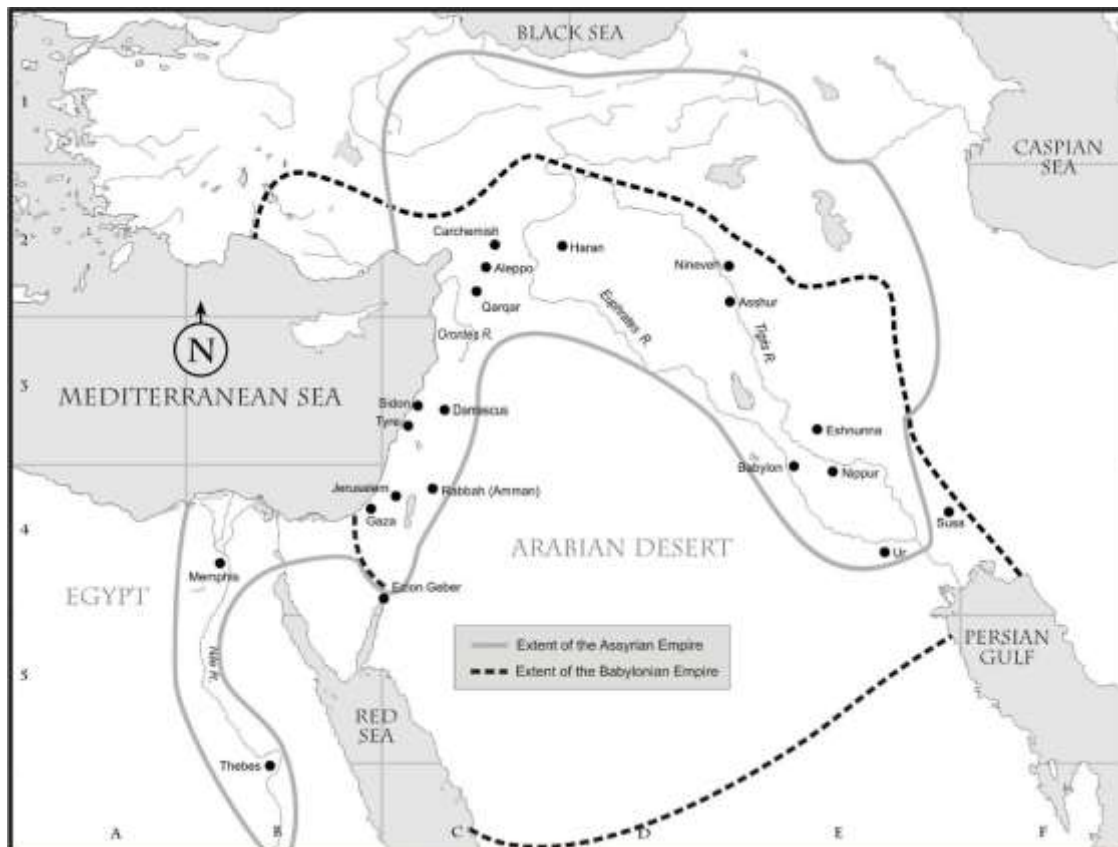 BLACK SEA
1
CASPIAN
SEA
2
Carchemish
Haran
Aleppo
Nineveh
Qarqar
Asshur
Euphrates R.
Tigris R.
Orontes R.
N
3
MEDITERRANEAN SEA
Sidon
Damascus
Tyre
Eshnunna
Babylon
Nippur
Jerusalem
Rabbah (Amman)
Gaza
Susa
4
ARABIAN DESERT
Ur
Memphis
EGYPT
Ezion Geber
Extent of the Assyrian Empire
PERSIAN
GULF
Nile R.
5
Extent of the Babylonian Empire
RED
SEA
Thebes
A
B
C
D
E
F